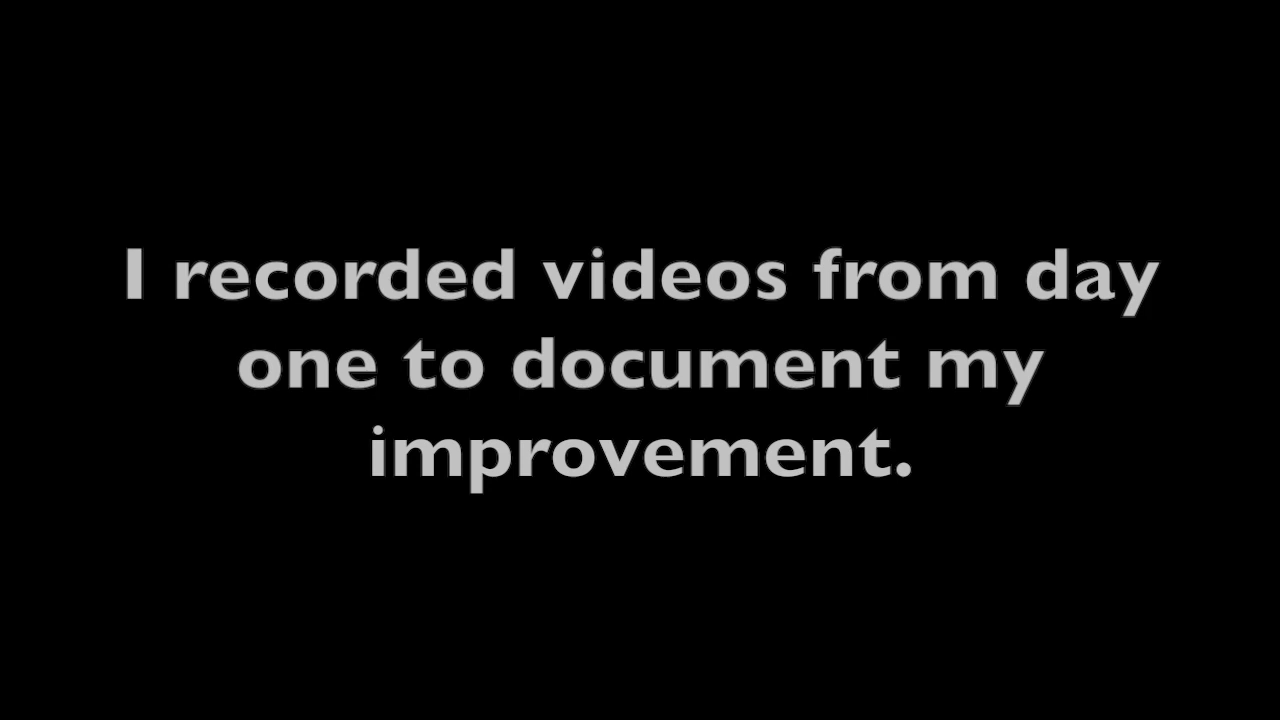 I recorded videos from day
one to document my
improvement.